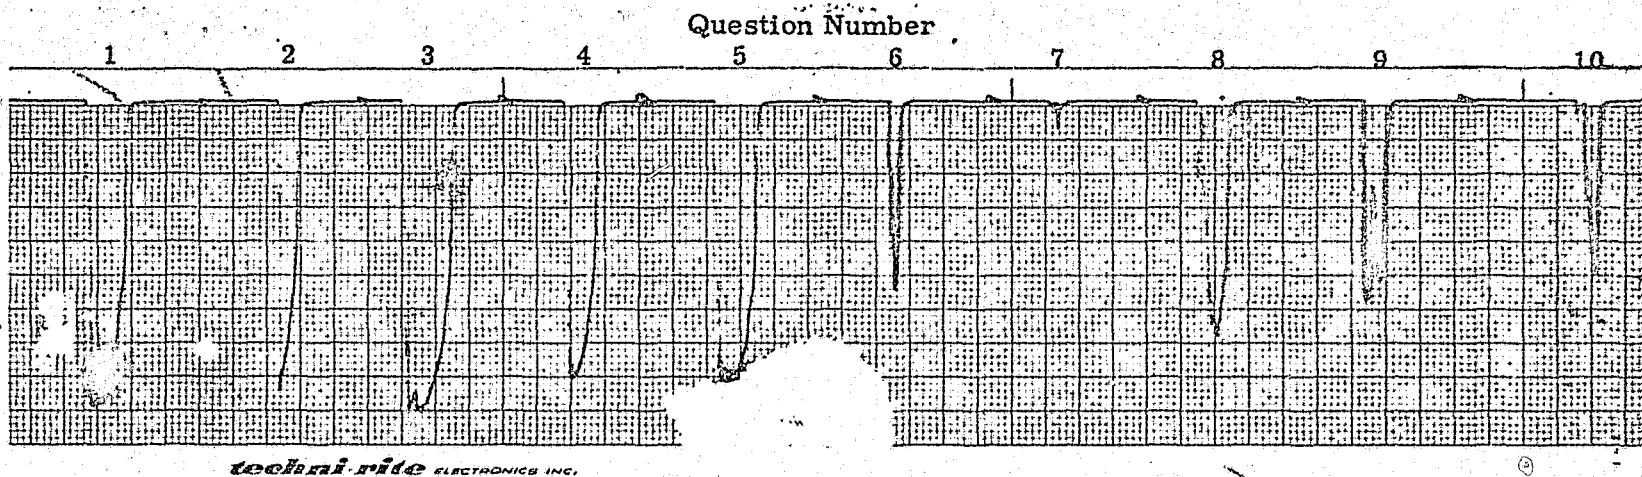 Question Number
1 2 3 4 5 6 7 8 9 10
techni-rite ELECTRONICS INC.